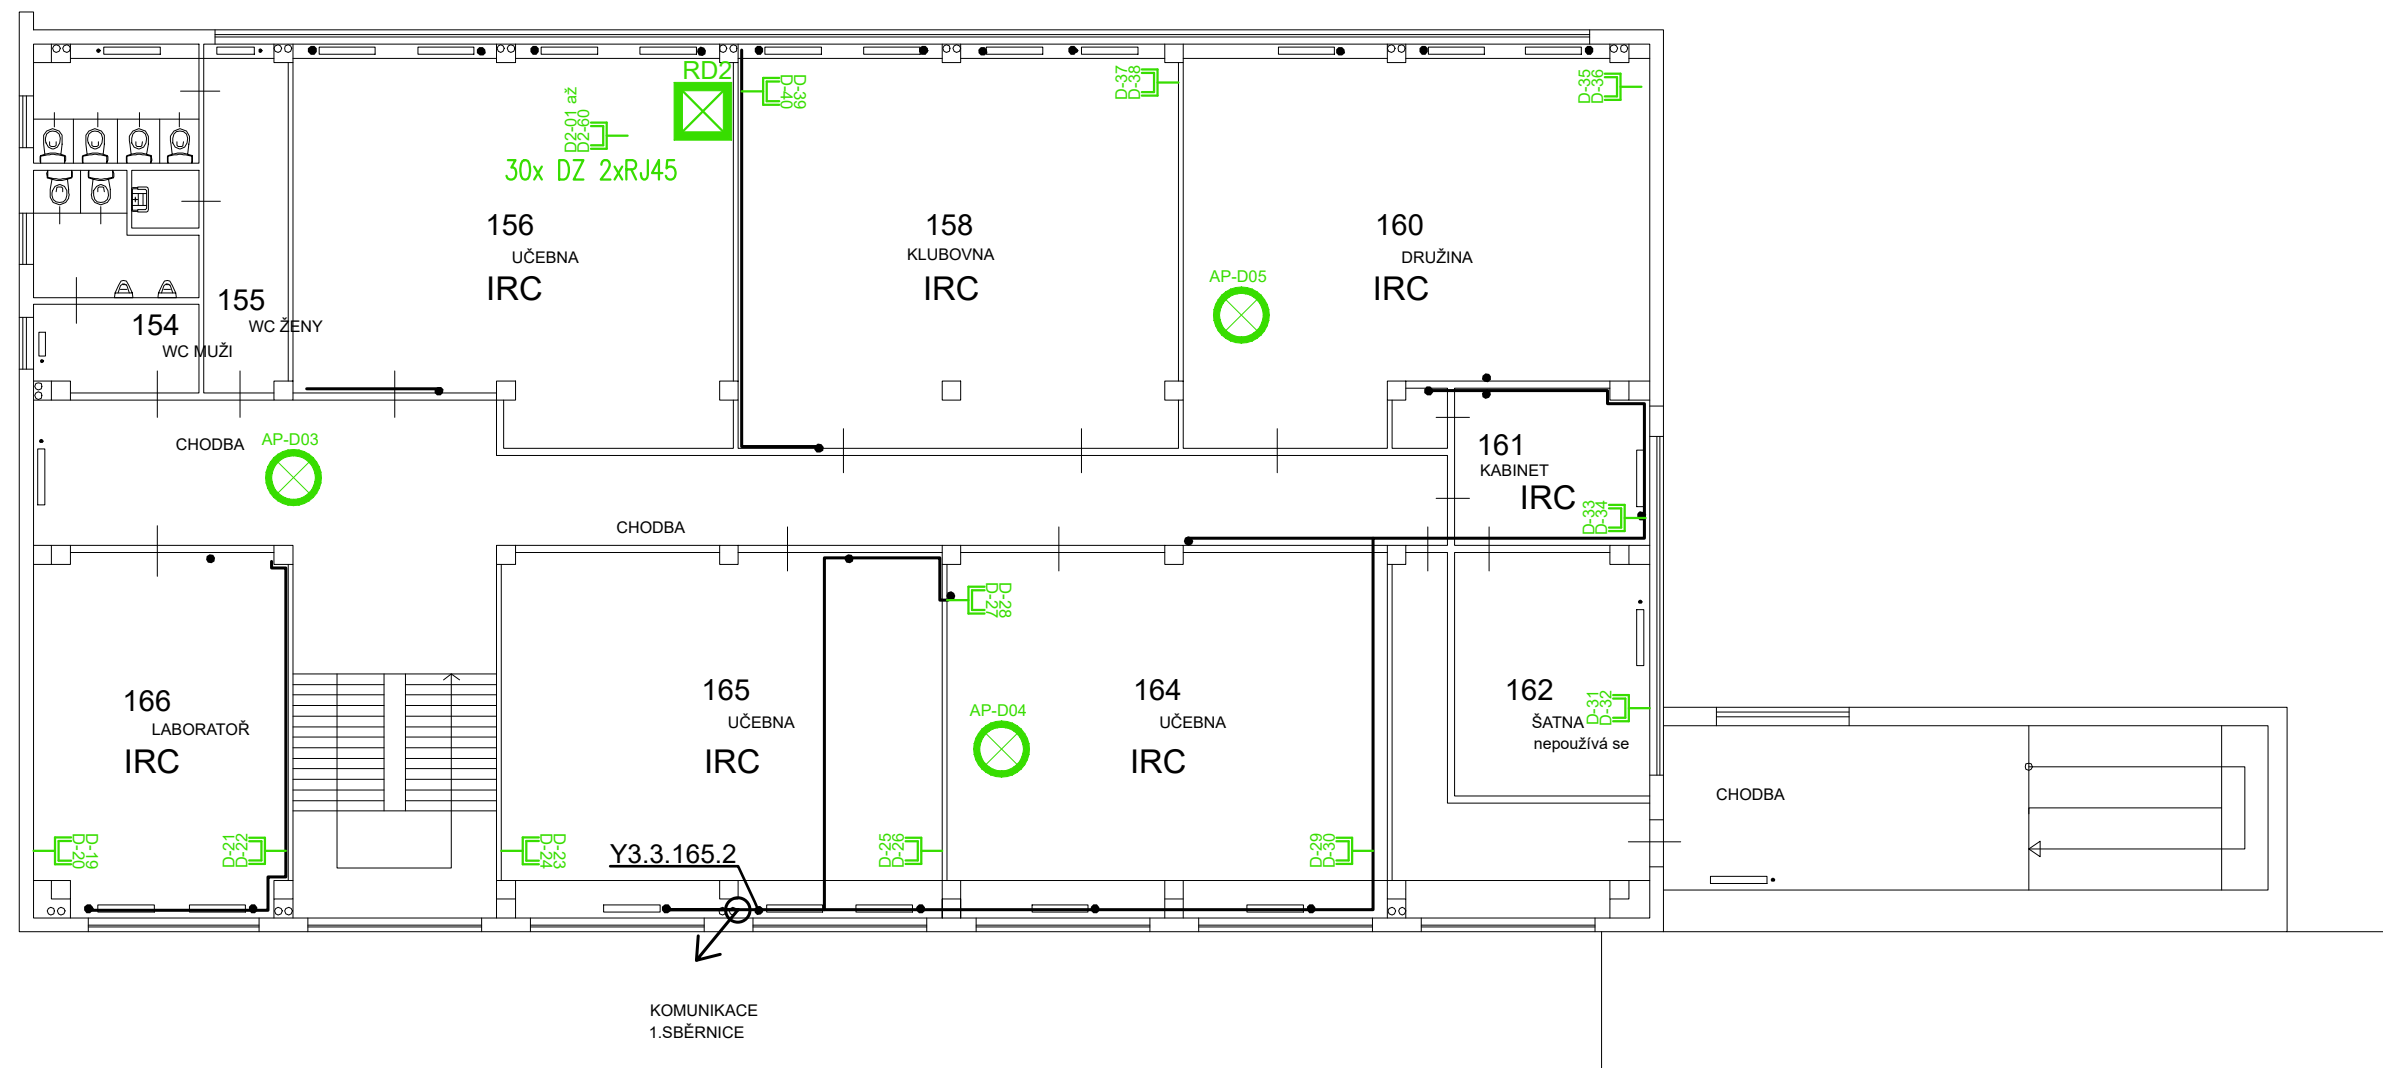 RD2
D-40
D-39
D-37
D-38
D-35
D-36
D2-01 až
D2-60
30x DZ 2xRJ45
156
UČEBNA
IRC
158
KLUBOVNA
IRC
160
DRUŽINA
IRC
AP-D05
155
WC ŽENY
154
WC MUŽI
CHODBA
AP-D03
161
KABINET
IRC
D-33
D-34
CHODBA
D-28
D-27
166
LABORATOŘ
IRC
165
UČEBNA
IRC
AP-D04
164
UČEBNA
IRC
162
ŠATNA
nepoužívá se
D-31
D-32
CHODBA
D-19
D-20
D-21
D-22
D-23
D-24
Y3.3.165.2
D-25
D-26
D-29
D-30
KOMUNIKACE
1.SBĚRNICE